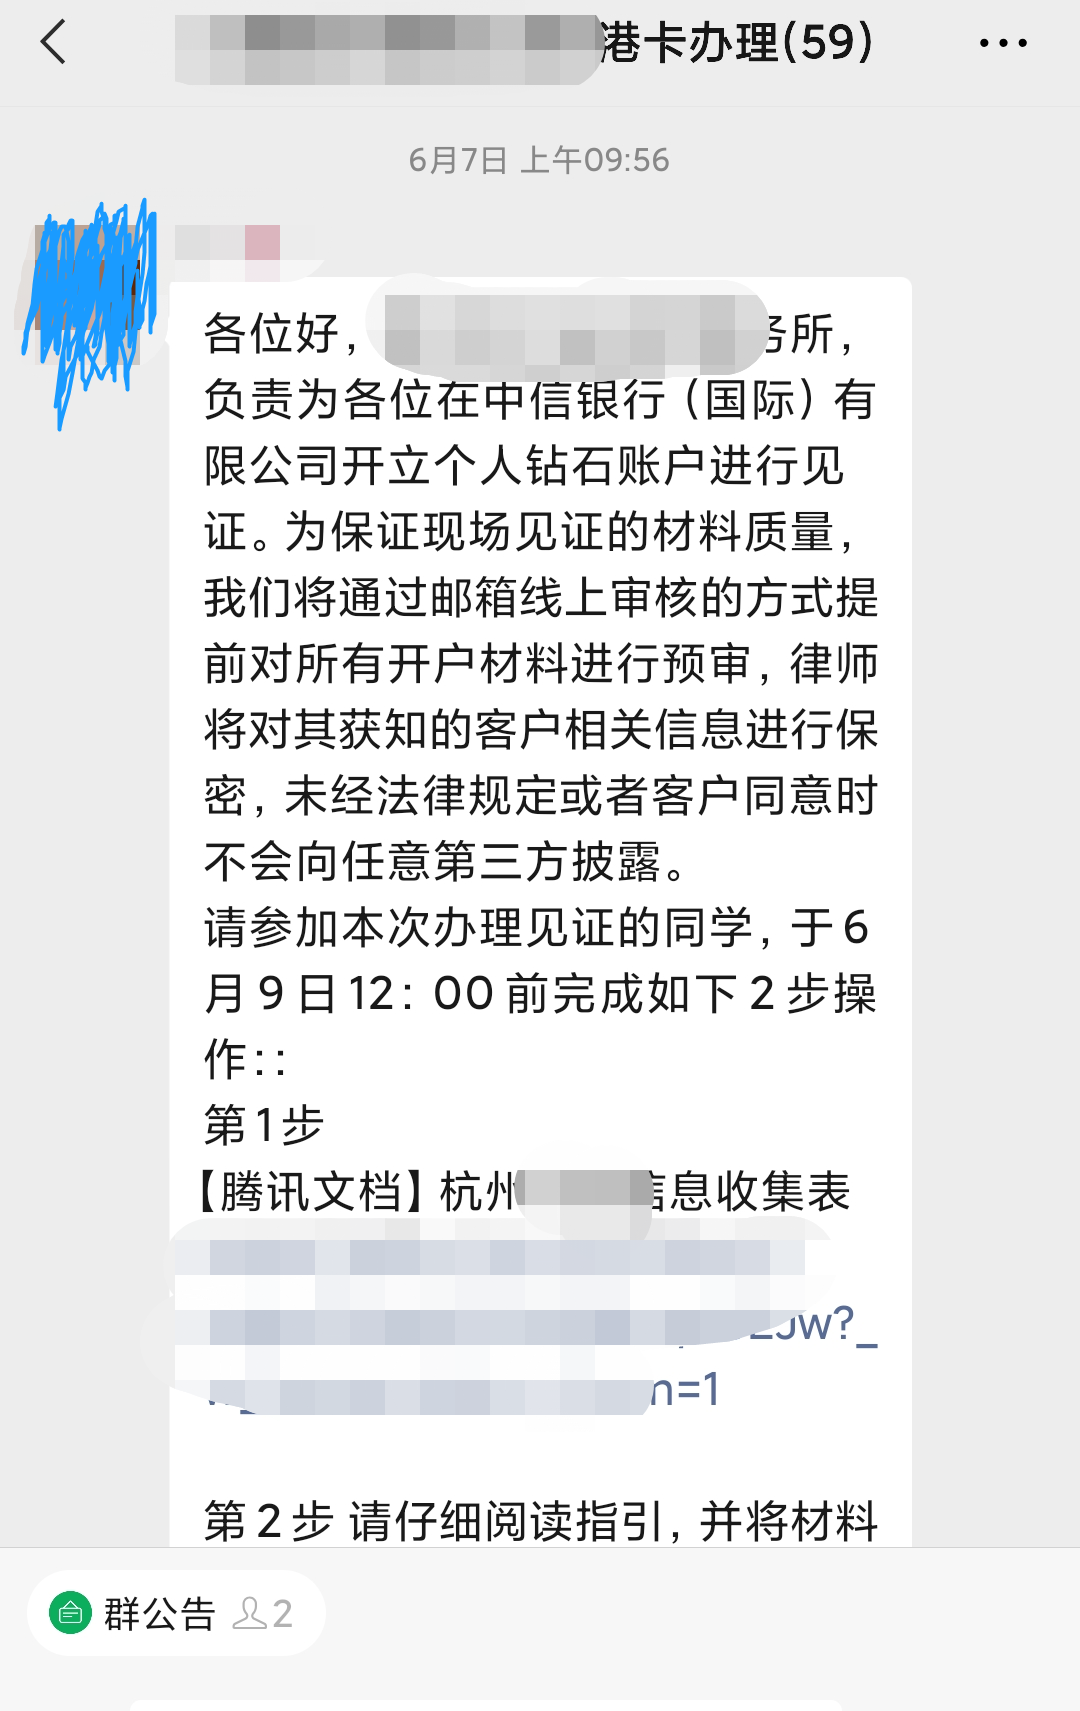 港卡办理(59)
6月7日 上午09:56
各位好，
务所，
负责为各位在中信银行（国际）有
限公司开立个人钻石账户进行见
证。为保证现场见证的材料质量，
我们将通过邮箱线上审核的方式提
前对所有开户材料进行预审，律师
将对其获知的客户相关信息进行保
密，未经法律规定或者客户同意时
不会向任意第三方披露。
请参加本次办理见证的同学，于6
月9日12：00前完成如下2步操
作：：
第1步
【腾讯文档】杭州
信息收集表
Jw?_
=1
第2步 请仔细阅读指引，并将材料
群公告 2